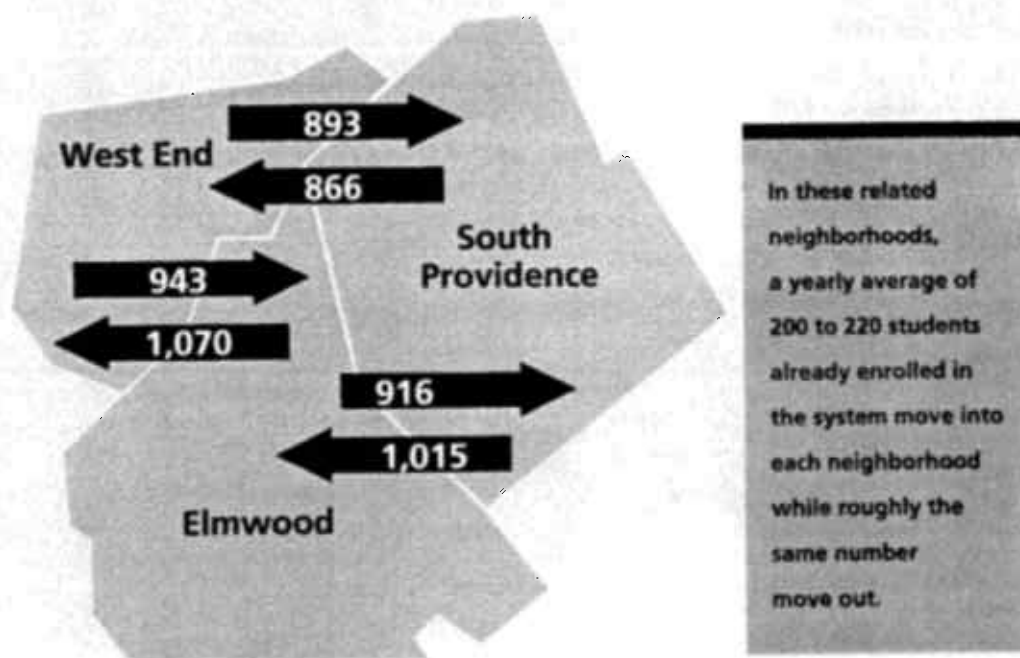 893
West End
866
South
Providence
943
1,070
916
1,015
Elmwood
In these related
neighborhoods,
a yearly average of
200 to 220 students
already enrolled in
the system move into
each neighborhood
while roughly the
same number
move out.